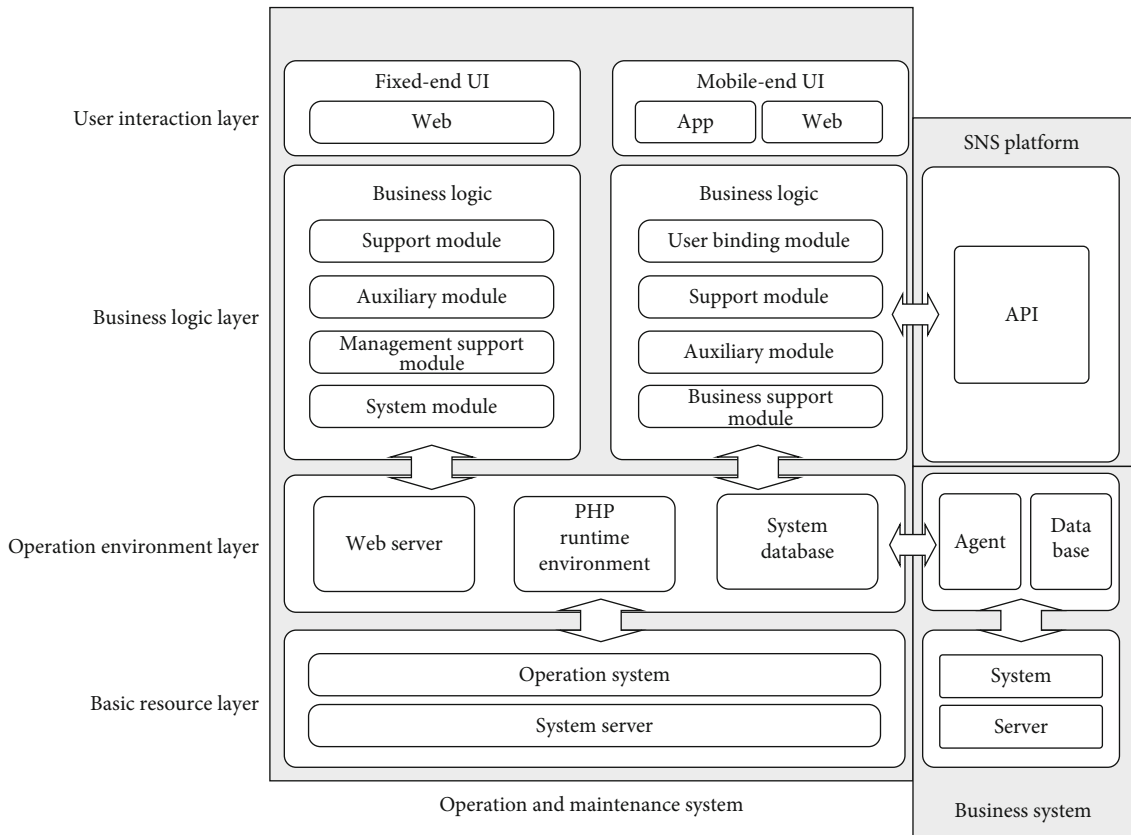 User interaction layer
Fixed-end UI
Web
Mobile-end UI
App
Web
Business logic layer
Business logic
Support module
Auxiliary module
Management support
module
System module
Business logic
User binding module
Support module
Auxiliary module
Business support
module
SNS platform
API
Operation environment layer
Web server
PHP
runtime
environment
System
database
Agent
Data
base
Basic resource layer
Operation system
System server
System
Server
Operation and maintenance system
Business system